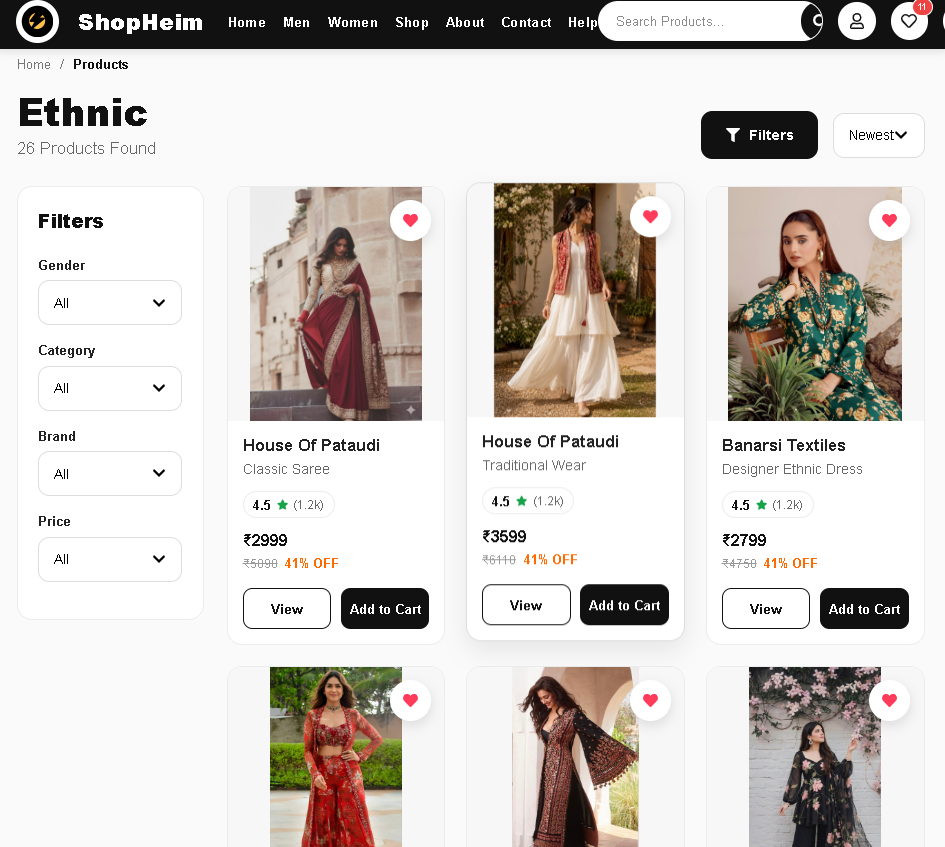 ShopHeim Home Men Women Shop About Contact Help Search Products... 11
Home / Products
Ethnic
26 Products Found
Filters Newest
Filters
Gender
All
Category
All
Brand
All
Price
All
House Of Pataudi
Classic Saree
4.5 ★ (1.2k)
₹2999
₹5090 41% OFF
View Add to Cart
House Of Pataudi
Traditional Wear
4.5 ★ (1.2k)
₹3599
₹6110 41% OFF
View Add to Cart
Banarsi Textiles
Designer Ethnic Dress
4.5 ★ (1.2k)
₹2799
₹4750 41% OFF
View Add to Cart